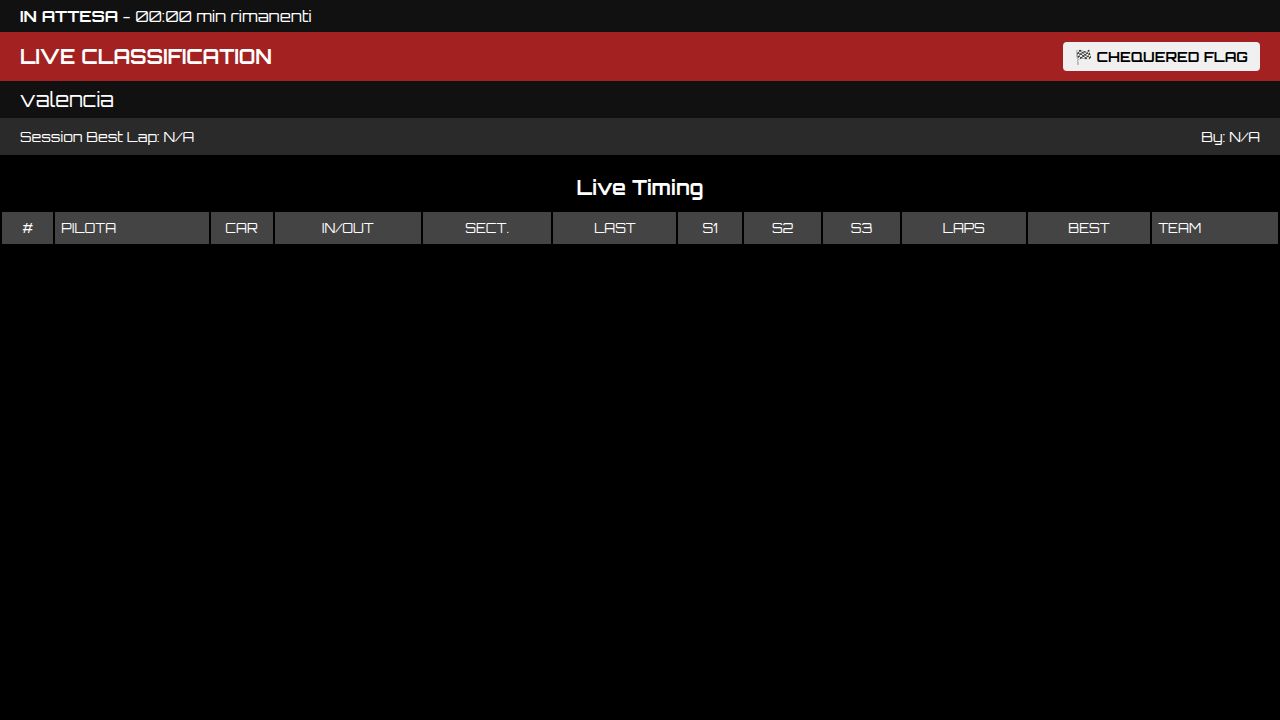 IN ATTESA - 00:00 min rimanenti
LIVE CLASSIFICATION
🏁 CHEQUERED FLAG
valencia
Session Best Lap: N/A
By: N/A
Live Timing
# PILOTA CAR IN/OUT SECT. LAST S1 S2 S3 LAPS BEST TEAM